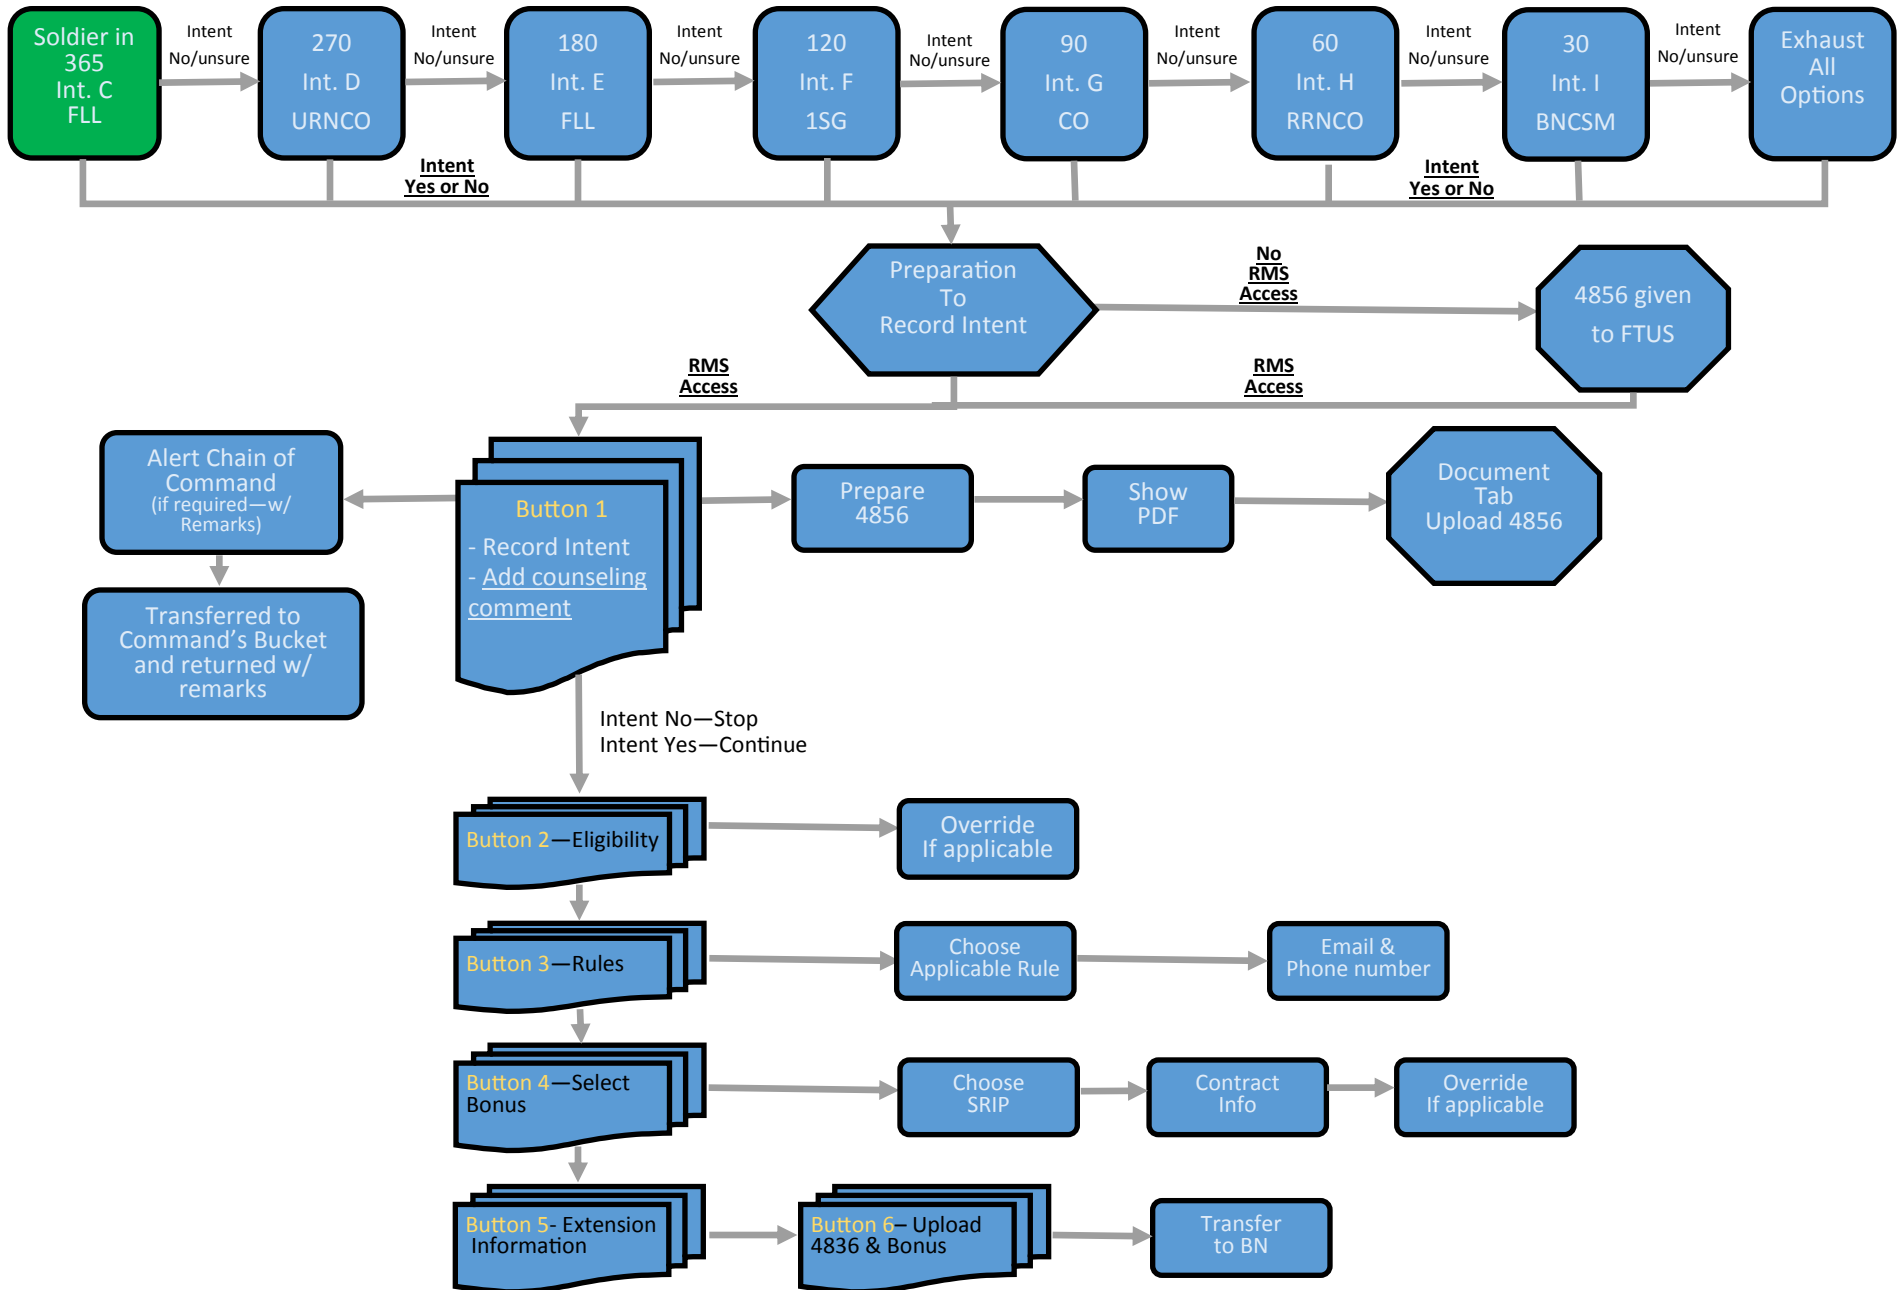 Soldier in
365
Int. C
FLL
Intent
No/unsure
270
Int. D
URNCO
Intent
No/unsure
180
Int. E
FLL
Intent
No/unsure
120
Int. F
1SG
Intent
No/unsure
90
Int. G
CO
Intent
No/unsure
60
Int. H
RRNCO
Intent
No/unsure
30
Int. I
BNCSM
Intent
No/unsure
Exhaust
All
Options
Intent
Yes or No
Intent
Yes or No
Preparation
To
Record Intent
No
RMS
Access
4856 given
to FTUS
RMS
Access
RMS
Access
Alert Chain of
Command
(if required—w/
Remarks)
Transferred to
Command's Bucket
and returned w/
remarks
Button 1
- Record Intent
- Add counseling
comment
Prepare
4856
Show
PDF
Document
Tab
Upload 4856
Intent No—Stop
Intent Yes—Continue
Button 2—Eligibility
Override
If applicable
Button 3—Rules
Choose
Applicable Rule
Email &
Phone number
Button 4—Select
Bonus
Choose
SRIP
Contract
Info
Override
If applicable
Button 5- Extension
Information
Button 6– Upload
4836 & Bonus
Transfer
to BN